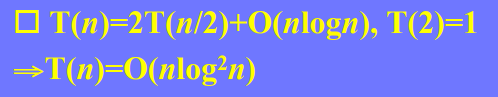 □ T(n)=2T(n/2)+O(nlogn), T(2)=1
⇒T(n)=O(nlog²n)